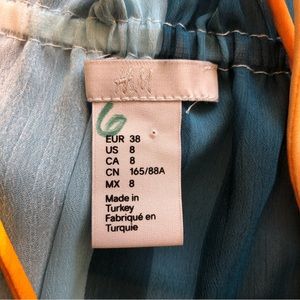 H&M
6
EUR 38
US 8
CA 8
CN 165/88A
MX 8
Made in
Turkey
Fabriqué en
Turquie